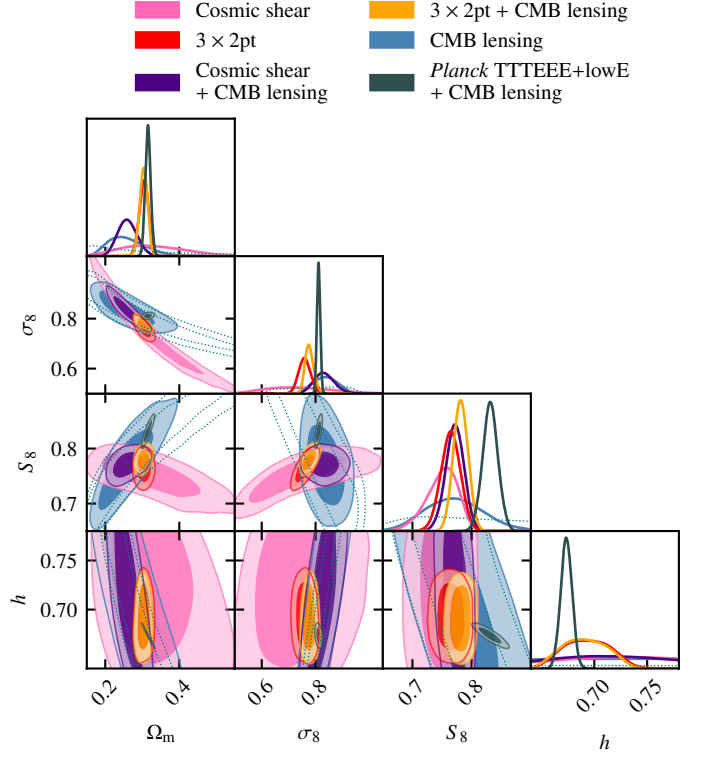 Cosmic shear
3 × 2pt
Cosmic shear
+ CMB lensing
3 × 2pt + CMB lensing
CMB lensing
Planck TTTEEE+lowE
+ CMB lensing
σ8
0.8
0.6
S8
0.8
0.7
h
0.75
0.70
0.2 0.4
0.6 0.8
0.7 0.8
0.70 0.75
Ωm
σ8
S8
h